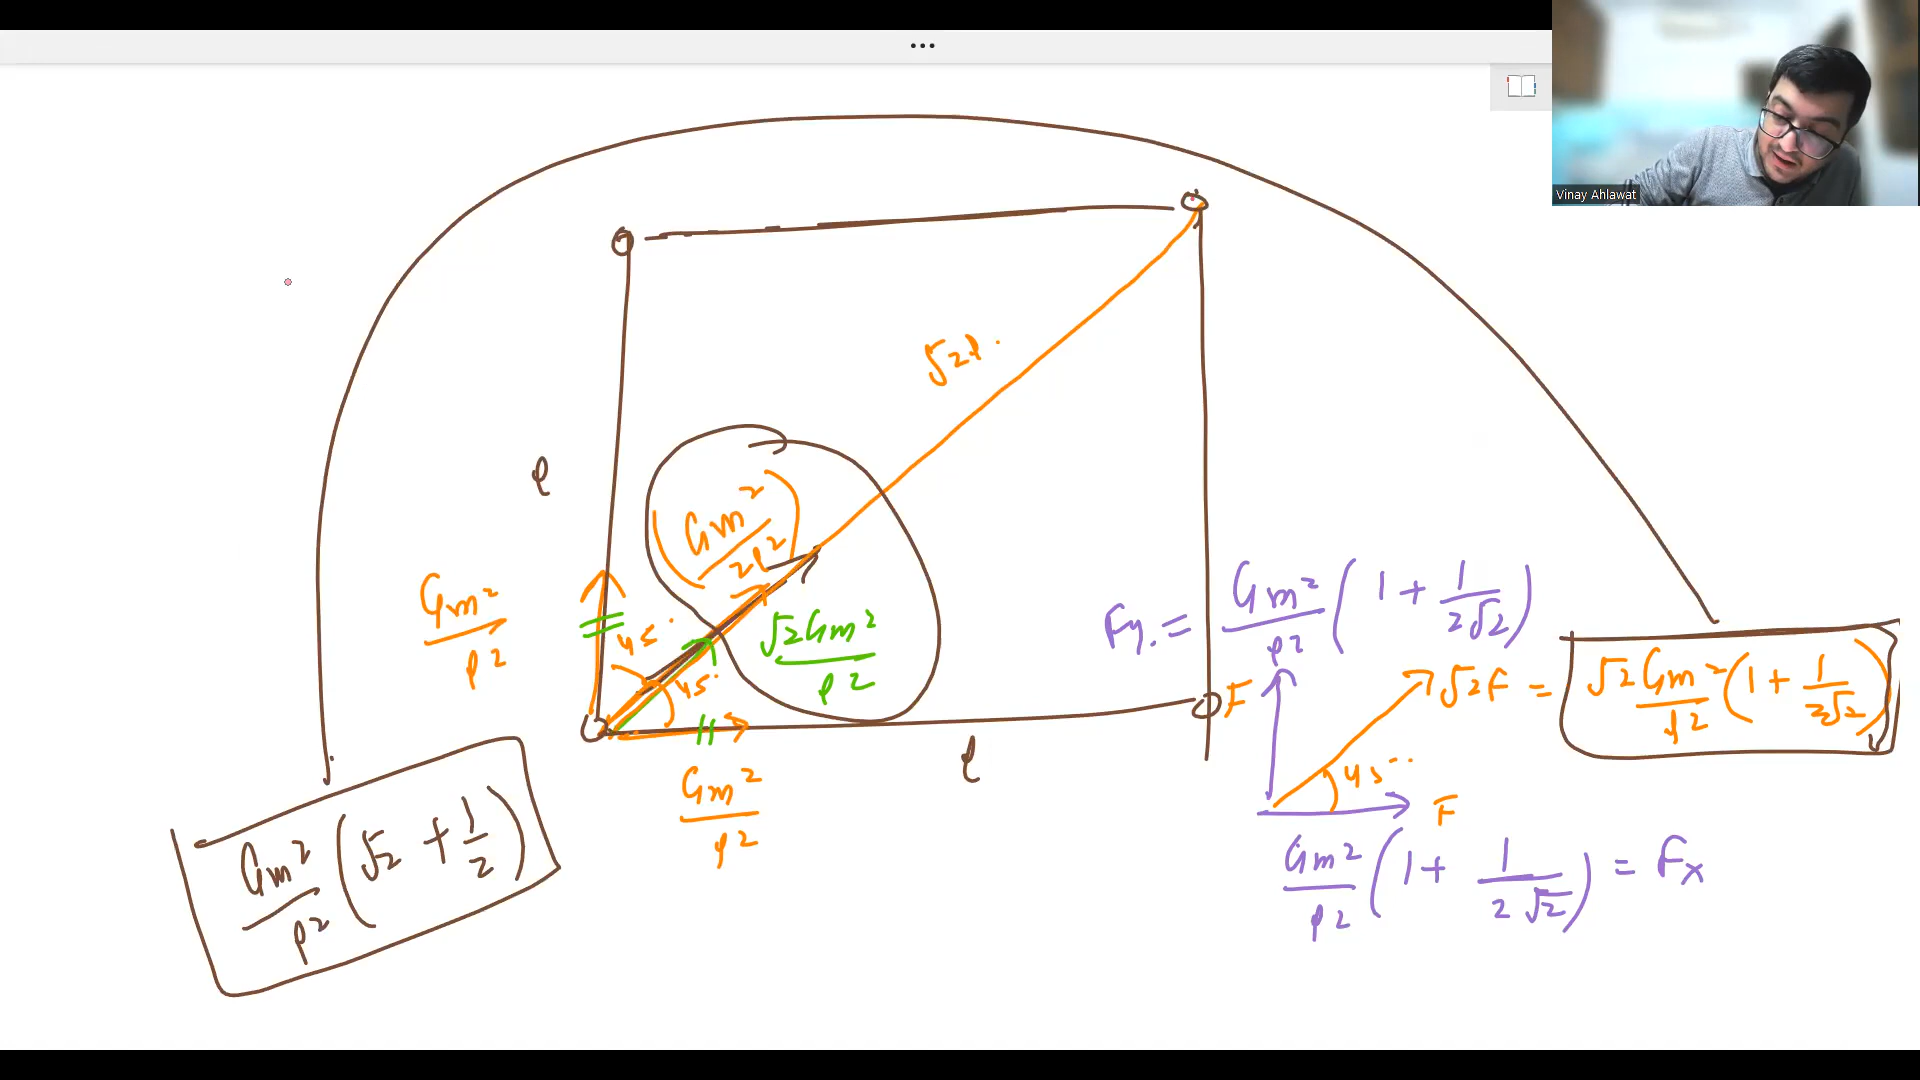 •••
Vinay Ahlawat
√2 l.
l
Gm²/l²
Gm²/2l²
45°
45°
√2Gm²/l²
Gm²/l²
l
Fy. = Gm²/l² (1 + 1/2√2)
F
√2F = √2Gm²/l² (1 + 1/2√2)
45°
F
Gm²/l² (1 + 1/2√2) = Fx
Gm²/l² (√2 + 1/2)